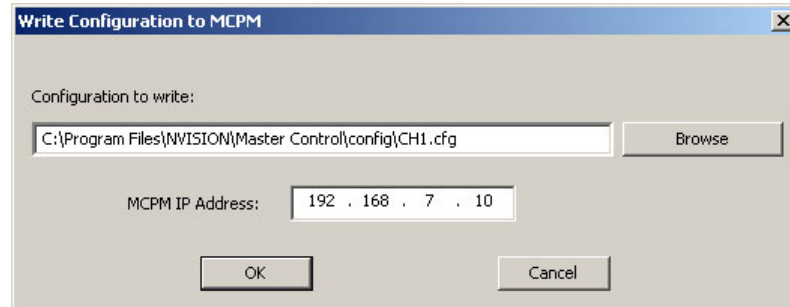 Write Configuration to MCPM
Configuration to write:
C:\Program Files\NVISION\Master Control\config\CH1.cfg
Browse
MCPM IP Address:
192 . 168 . 7 . 10
OK
Cancel